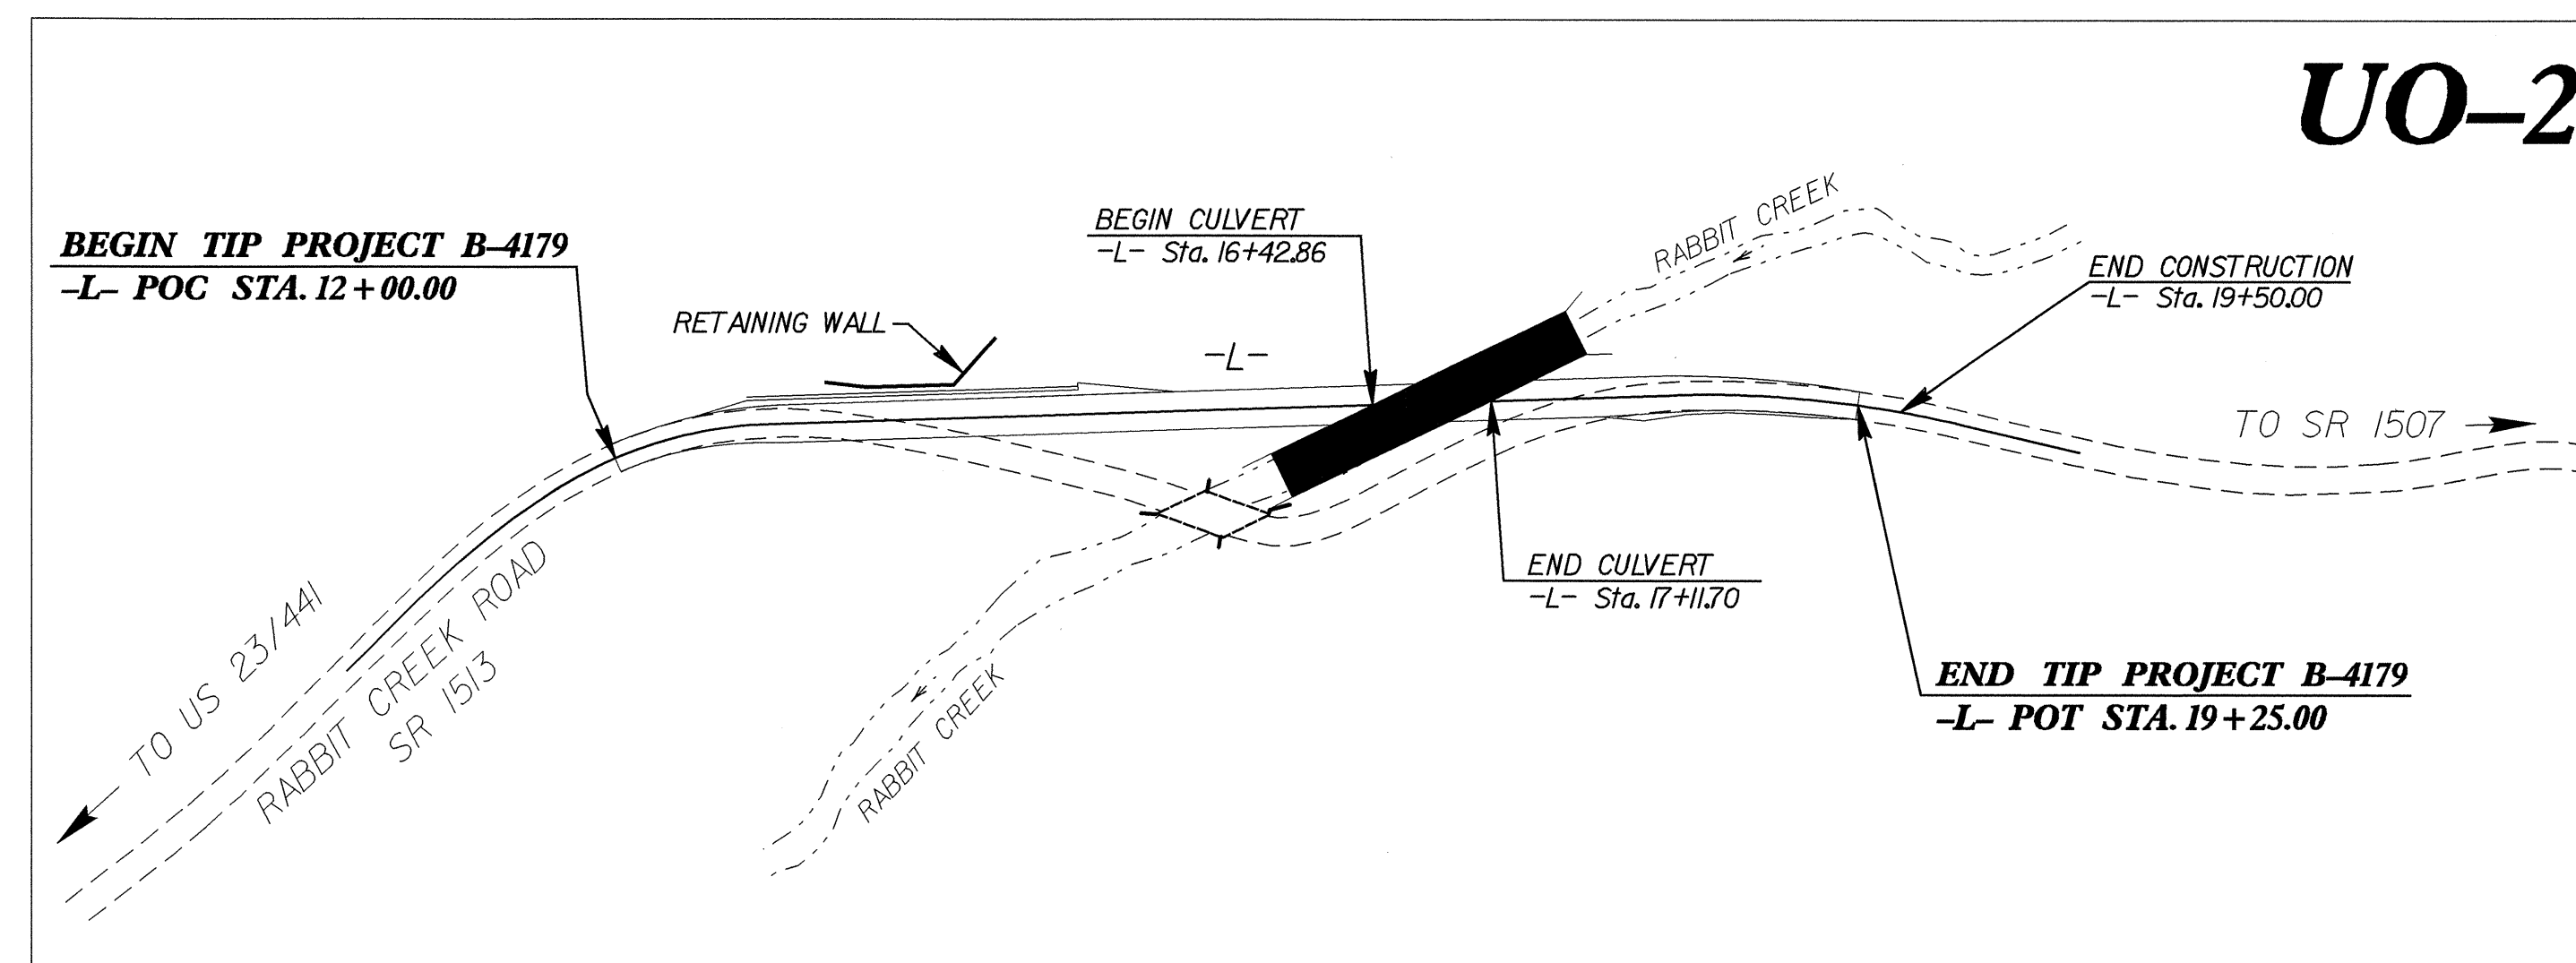 UO–2
BEGIN TIP PROJECT B–4179
–L– POC STA. 12+00.00
RETAINING WALL
BEGIN CULVERT
–L– Sta. 16+42.86
–L–
RABBIT CREEK
END CONSTRUCTION
–L– Sta. 19+50.00
TO SR 1507
END CULVERT
–L– Sta. 17+11.70
END TIP PROJECT B–4179
–L– POT STA. 19+25.00
TO US 23/441
RABBIT CREEK ROAD
SR 1513
RABBIT CREEK